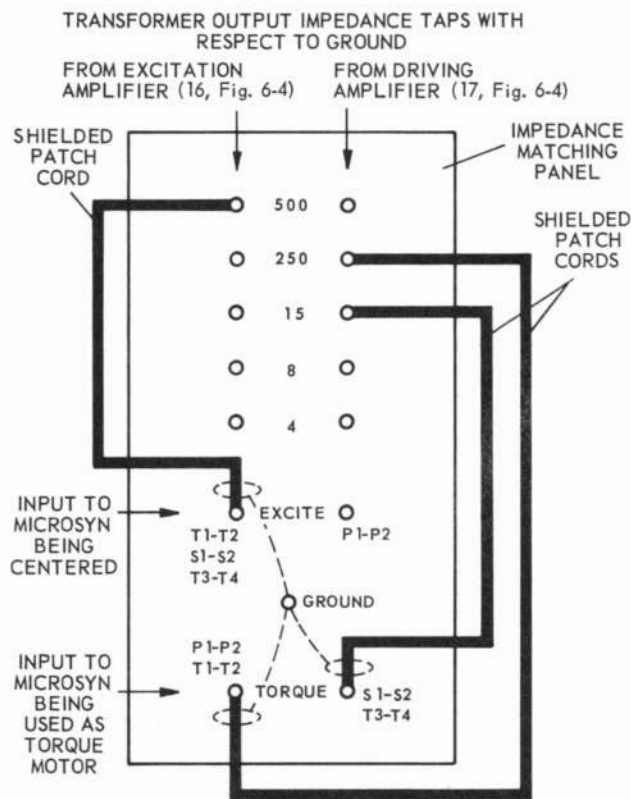 TRANSFORMER OUTPUT IMPEDANCE TAPS WITH
RESPECT TO GROUND
FROM EXCITATION
AMPLIFIER (16, Fig. 6-4)
FROM DRIVING
AMPLIFIER (17, Fig. 6-4)
SHIELDED
PATCH
CORD
IMPEDANCE
MATCHING
PANEL
500
SHIELDED
PATCH
CORDS
250
15
8
4
INPUT TO
MICROSYN
BEING
CENTERED
EXCITE
T1-T2
S1-S2
T3-T4
P1-P2
GROUND
P1-P2
T1-T2
INPUT TO
MICROSYN
BEING
USED AS
TORQUE
MOTOR
TORQUE
S1-S2
T3-T4